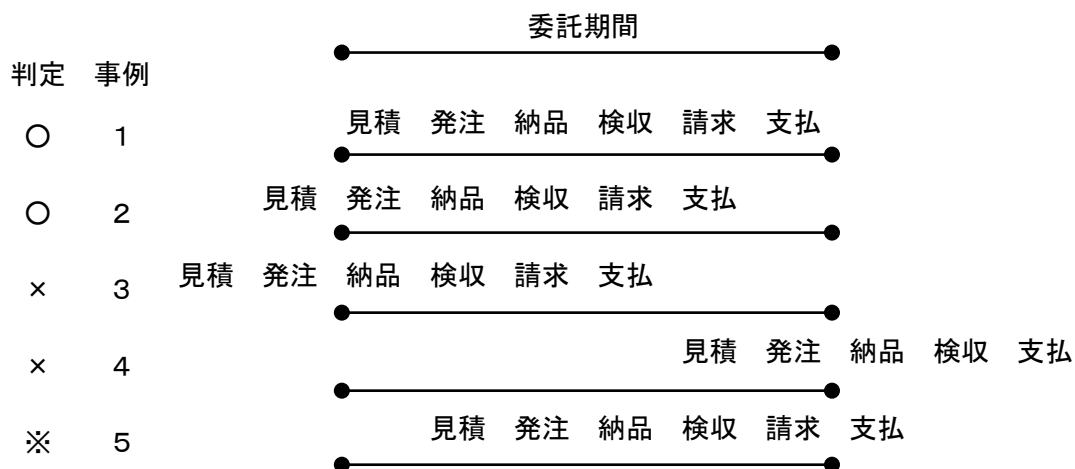 委託期間
判定 事例
○ 1 見積 発注 納品 検収 請求 支払
○ 2 見積 発注 納品 検収 請求 支払
× 3 見積 発注 納品 検収 請求 支払
× 4 見積 発注 納品 検収 支払
※ 5 見積 発注 納品 検収 請求 支払